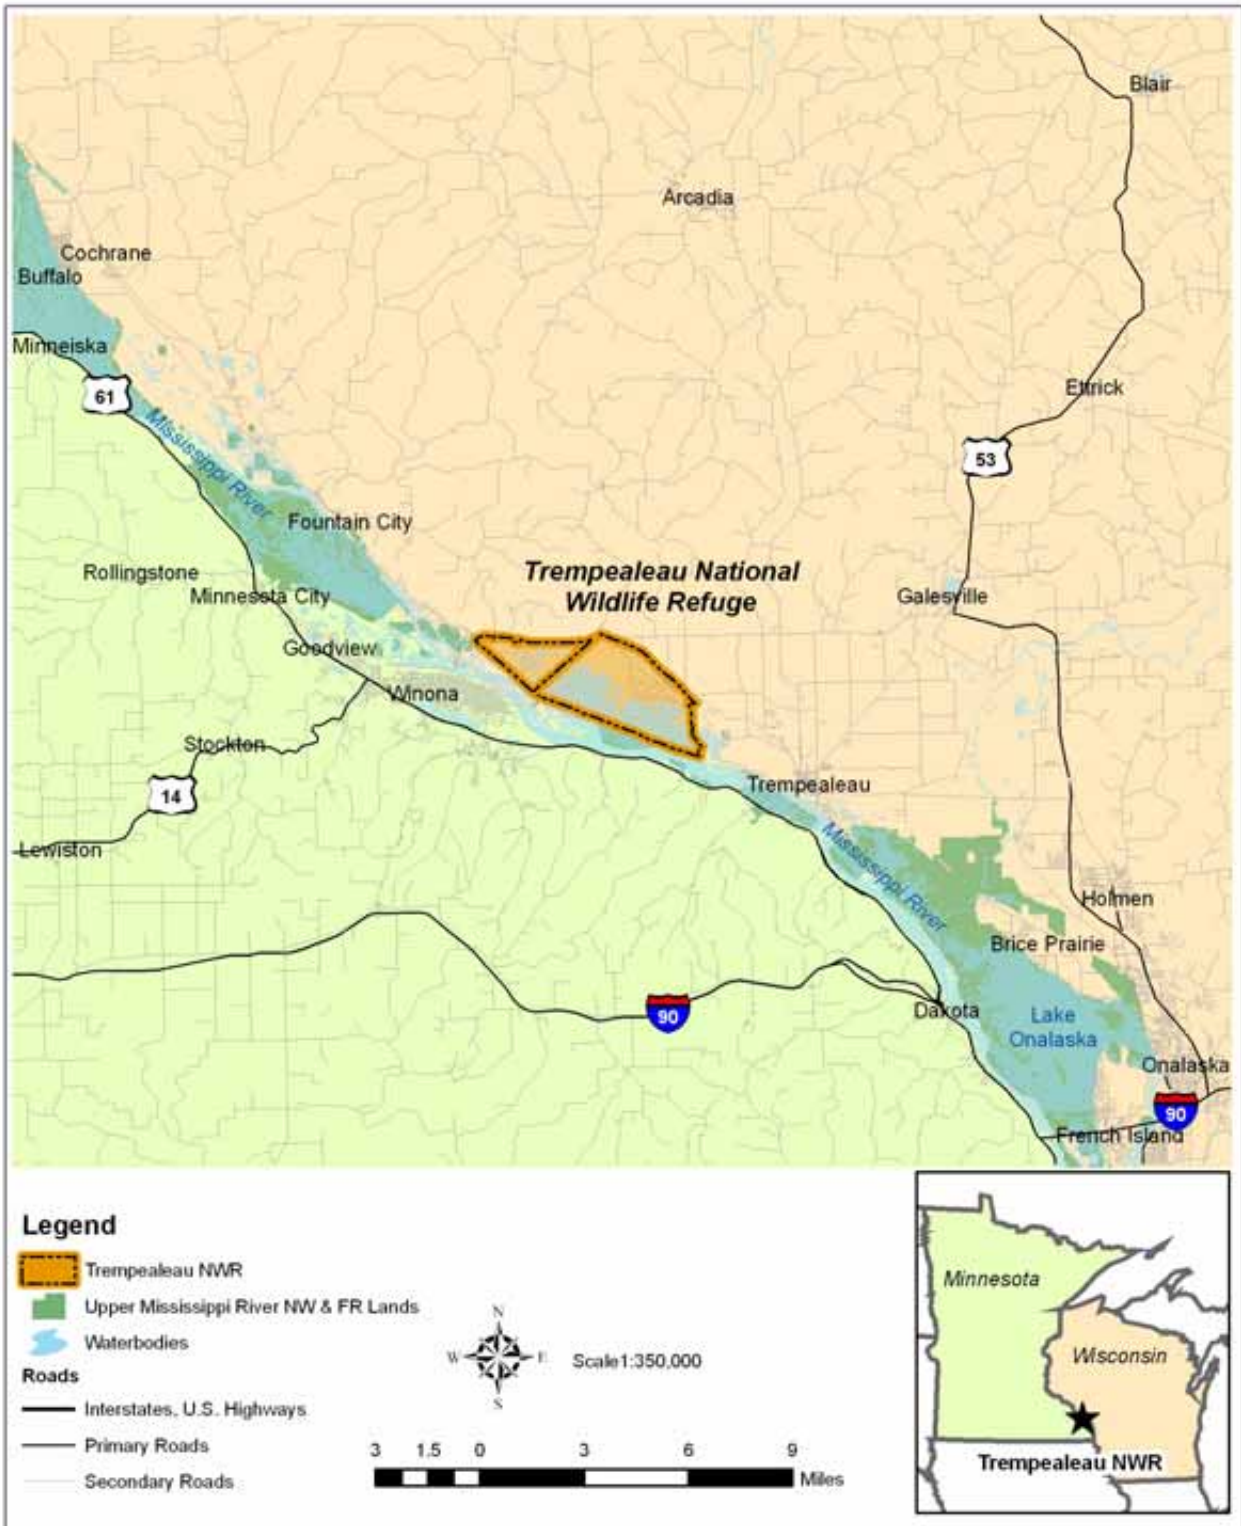 Blair
Arcadia
Cochrane
Buffalo
Minneiska
61
Ettrick
Mississippi River
53
Fountain City
Rollingstone
Minnesota City
Trempealeau National
Wildlife Refuge
Galesville
Goodview
Winona
Stockton
14
Trempealeau
Lewiston
Mississippi River
Holmen
Brice Prairie
90
Dakota
Lake
Onalaska
Onalaska
90
French Island
Legend
Trempealeau NWR
Upper Mississippi River NW & FR Lands
Waterbodies
Roads
Interstates, U.S. Highways
Primary Roads
Secondary Roads
N
W
E
S
Scale1:350,000
3 1.5 0 3 6 9
Miles
Minnesota
Wisconsin
Trempealeau NWR